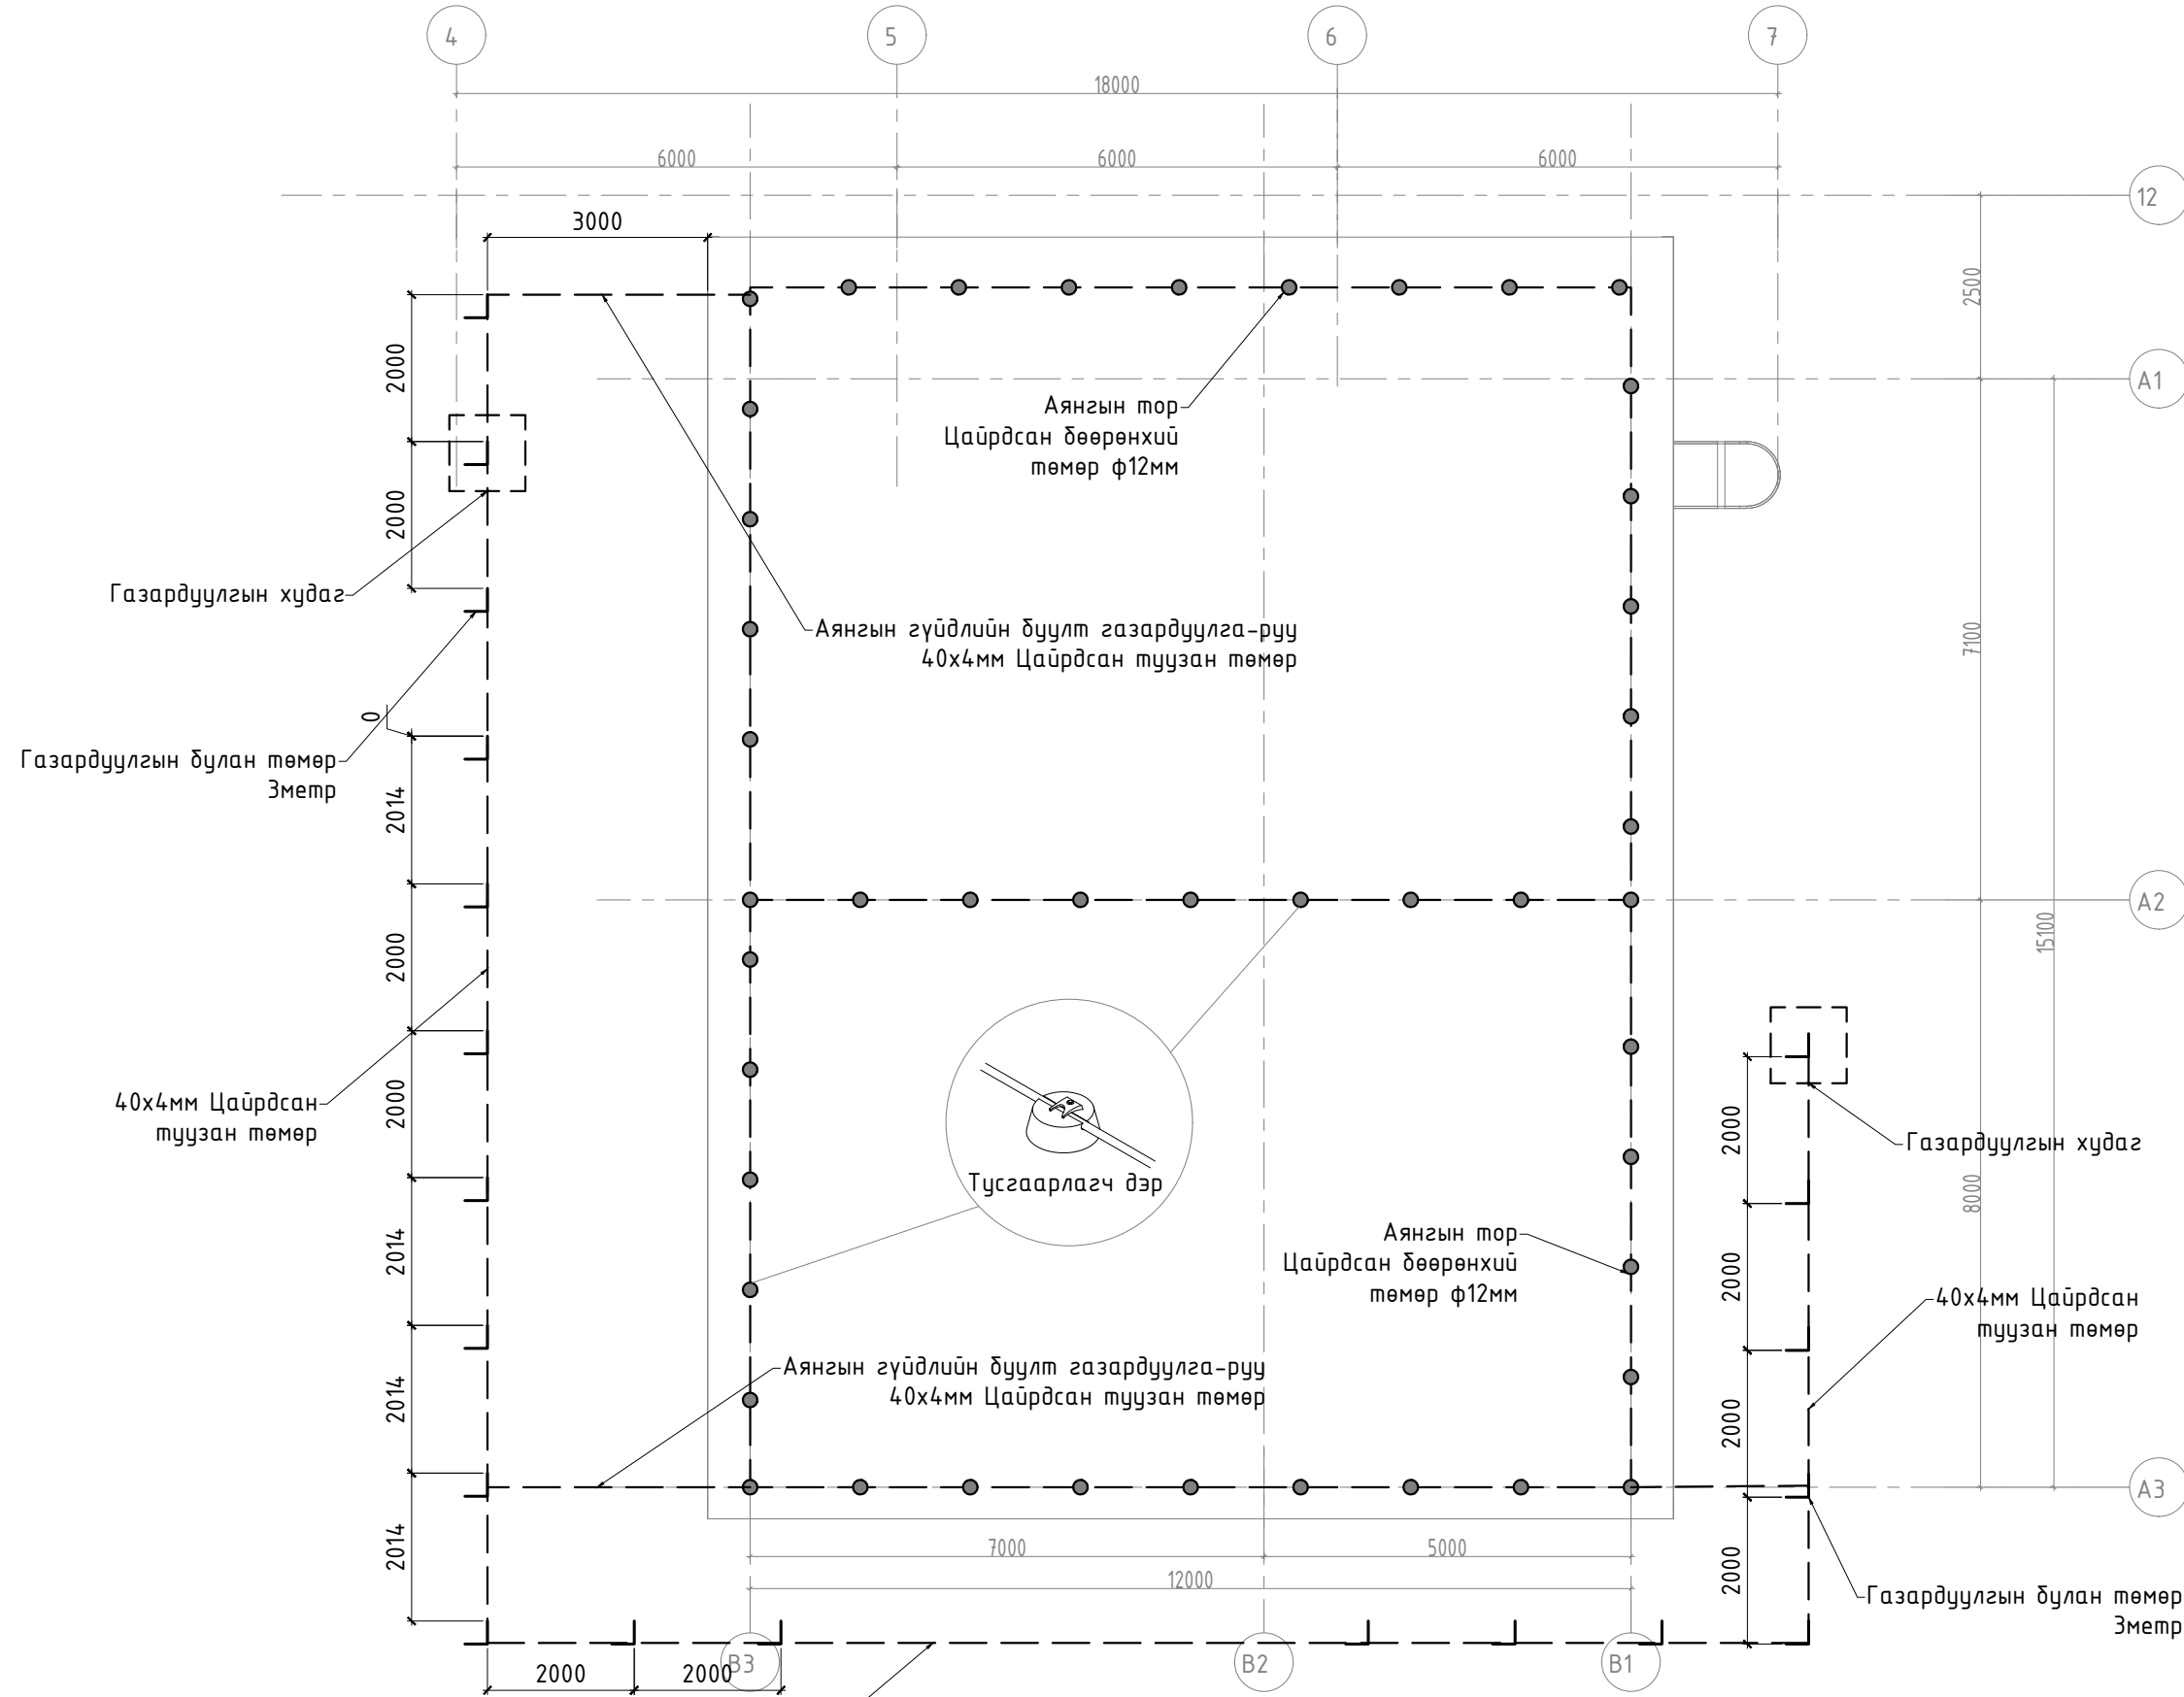 4
5
6
7
18000
6000
6000
6000
12
3000
2500
2000
A1
Аянгын тор
Цайрдсан бөөрөнхий
төмөр ф12мм
2000
Газардуулгын худаг
Аянгын гүйдлийн буулт газардуулга-руу
40x4мм Цайрдсан туузан төмөр
7100
0
Газардуулгын булан төмөр
3метр
2014
A2
15100
2000
40x4мм Цайрдсан
туузан төмөр
2000
2000
Газардуулгын худаг
Тусгаарлагч дэр
8000
2014
Аянгын тор
Цайрдсан бөөрөнхий
төмөр ф12мм
2000
40x4мм Цайрдсан
туузан төмөр
Аянгын гүйдлийн буулт газардуулга-руу
40x4мм Цайрдсан туузан төмөр
2014
2000
A3
2014
7000
5000
2000
12000
Газардуулгын булан төмөр
3метр
B3
B2
B1
2000
2000